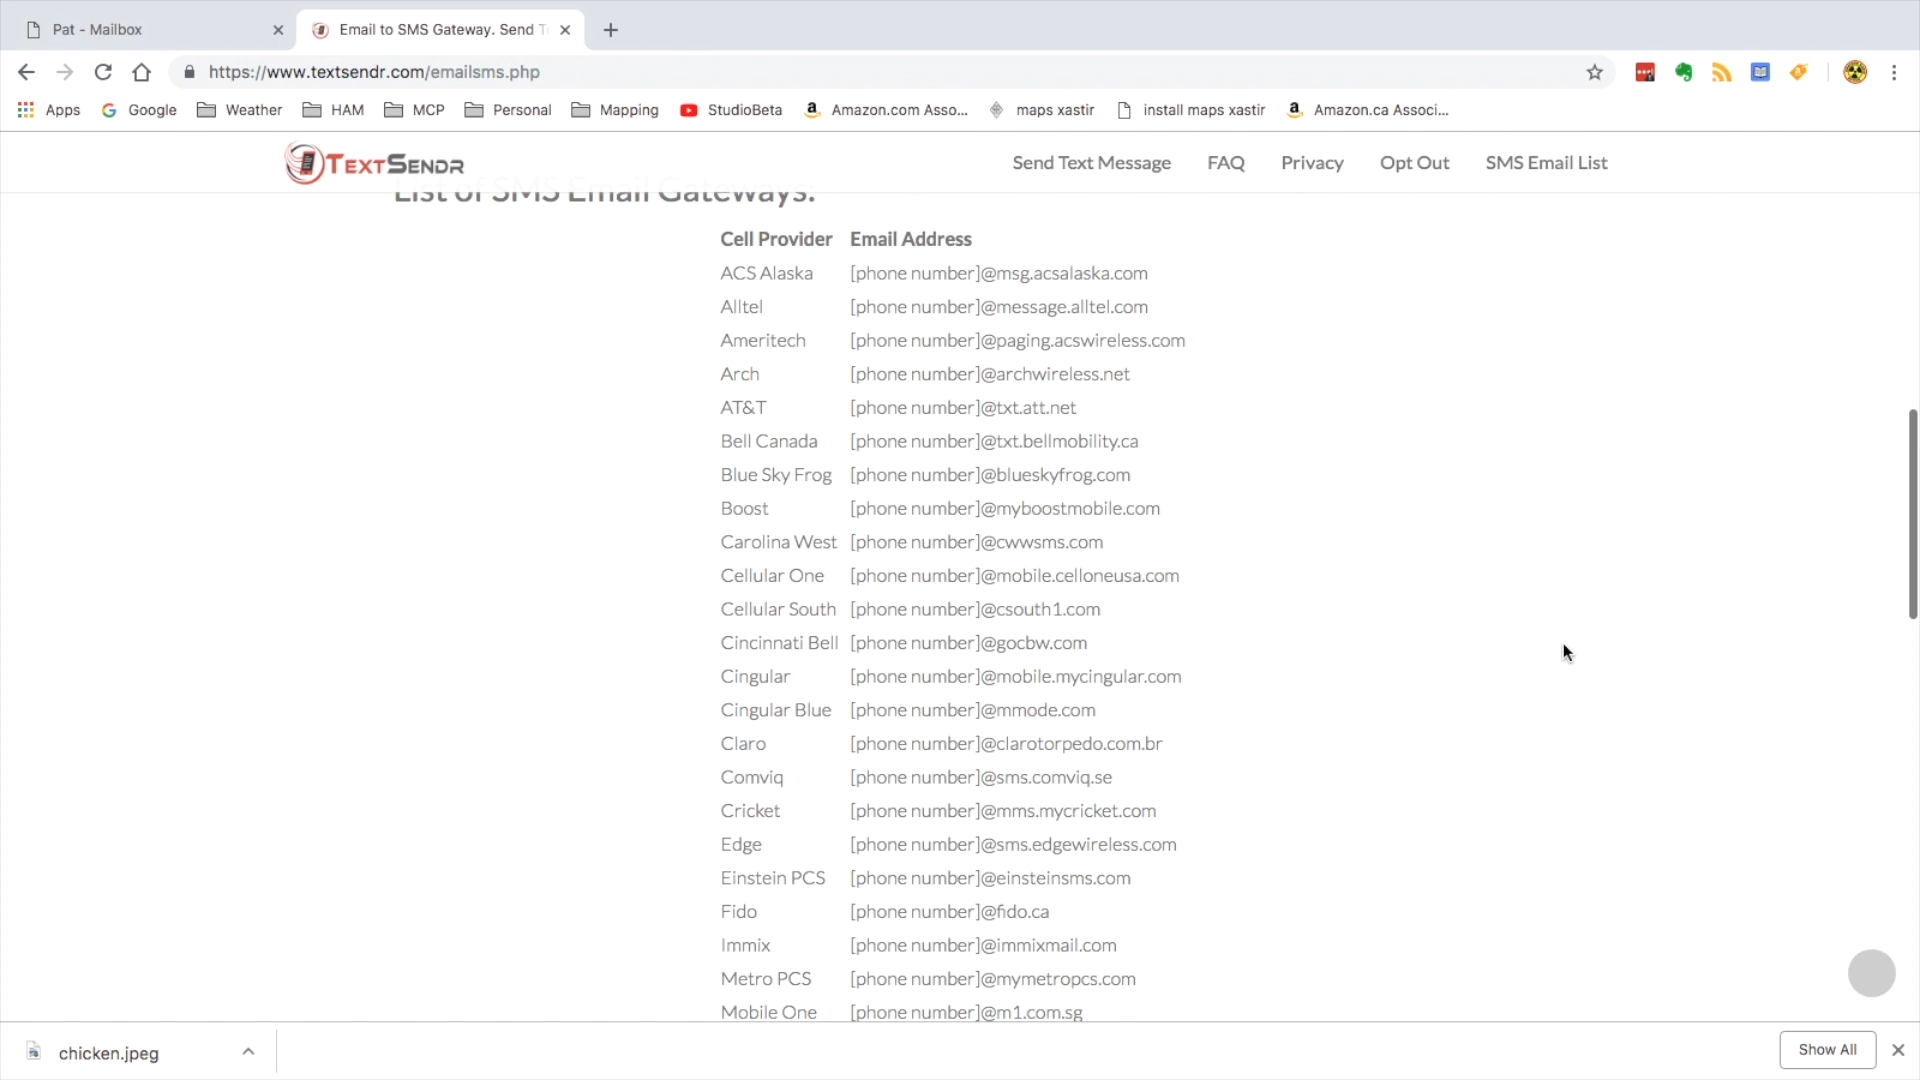 Pat - Mailbox
Email to SMS Gateway. Send T
https://www.textsendr.com/emailsms.php
Apps Google Weather HAM MCP Personal Mapping StudioBeta Amazon.com Asso... maps xastir install maps xastir Amazon.ca Associ...
TEXTSENDR Send Text Message FAQ Privacy Opt Out SMS Email List
List of SMS Email Gateways:
Cell Provider Email Address
ACS Alaska [phone number]@msg.acsalaska.com
Alltel [phone number]@message.alltel.com
Ameritech [phone number]@paging.acswireless.com
Arch [phone number]@archwireless.net
AT&T [phone number]@txt.att.net
Bell Canada [phone number]@txt.bellmobility.ca
Blue Sky Frog [phone number]@blueskyfrog.com
Boost [phone number]@myboostmobile.com
Carolina West [phone number]@cwwsms.com
Cellular One [phone number]@mobile.celloneusa.com
Cellular South [phone number]@csouth1.com
Cincinnati Bell [phone number]@gocbw.com
Cingular [phone number]@mobile.mycingular.com
Cingular Blue [phone number]@mmode.com
Claro [phone number]@clarotorpedo.com.br
Comviq [phone number]@sms.comviq.se
Cricket [phone number]@mms.mycricket.com
Edge [phone number]@sms.edgewireless.com
Einstein PCS [phone number]@einsteinsms.com
Fido [phone number]@fido.ca
Immix [phone number]@immixmail.com
Metro PCS [phone number]@mymetropcs.com
Mobile One [phone number]@m1.com.sg
chicken.jpeg Show All